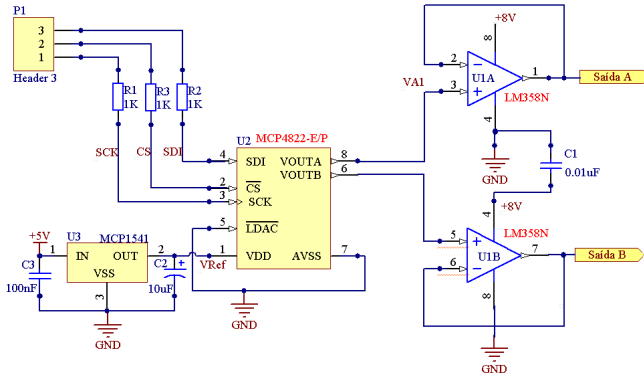 P1
3
2
1
Header 3
R1
1K
R3
1K
R2
1K
SCK
CS
SDI
U2
MCP4822-E/P
4
SDI
VOUTA
8
VOUTB
6
2
CS
3
SCK
5
LDAC
1
VDD
AVSS
7
VRef
GND
+5V
U3
MCP1541
1
IN
OUT
2
VSS
3
C3
100nF
C2
+
10uF
GND
+8V
8
2
3
U1A
1
Saída A
VA1
LM358N
4
GND
C1
0.01uF
+8V
4
LM358N
5
6
U1B
7
Saída B
8
GND